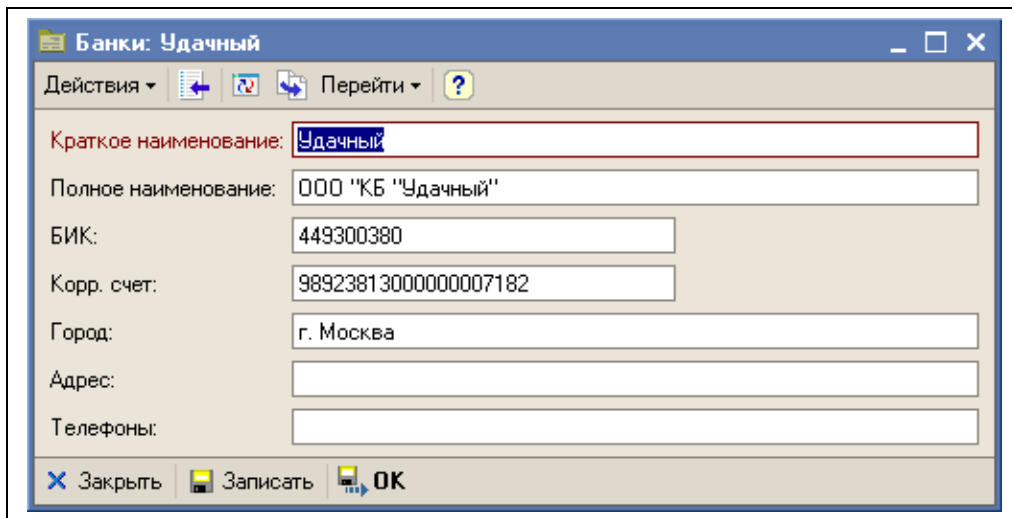 Банки: Удачный
Действия Перейти ?
Краткое наименование: Удачный
Полное наименование: ООО "КБ "Удачный"
БИК: 449300380
Корр. счет: 98923813000000007182
Город: г. Москва
Адрес:
Телефоны:
Закрыть Записать OK